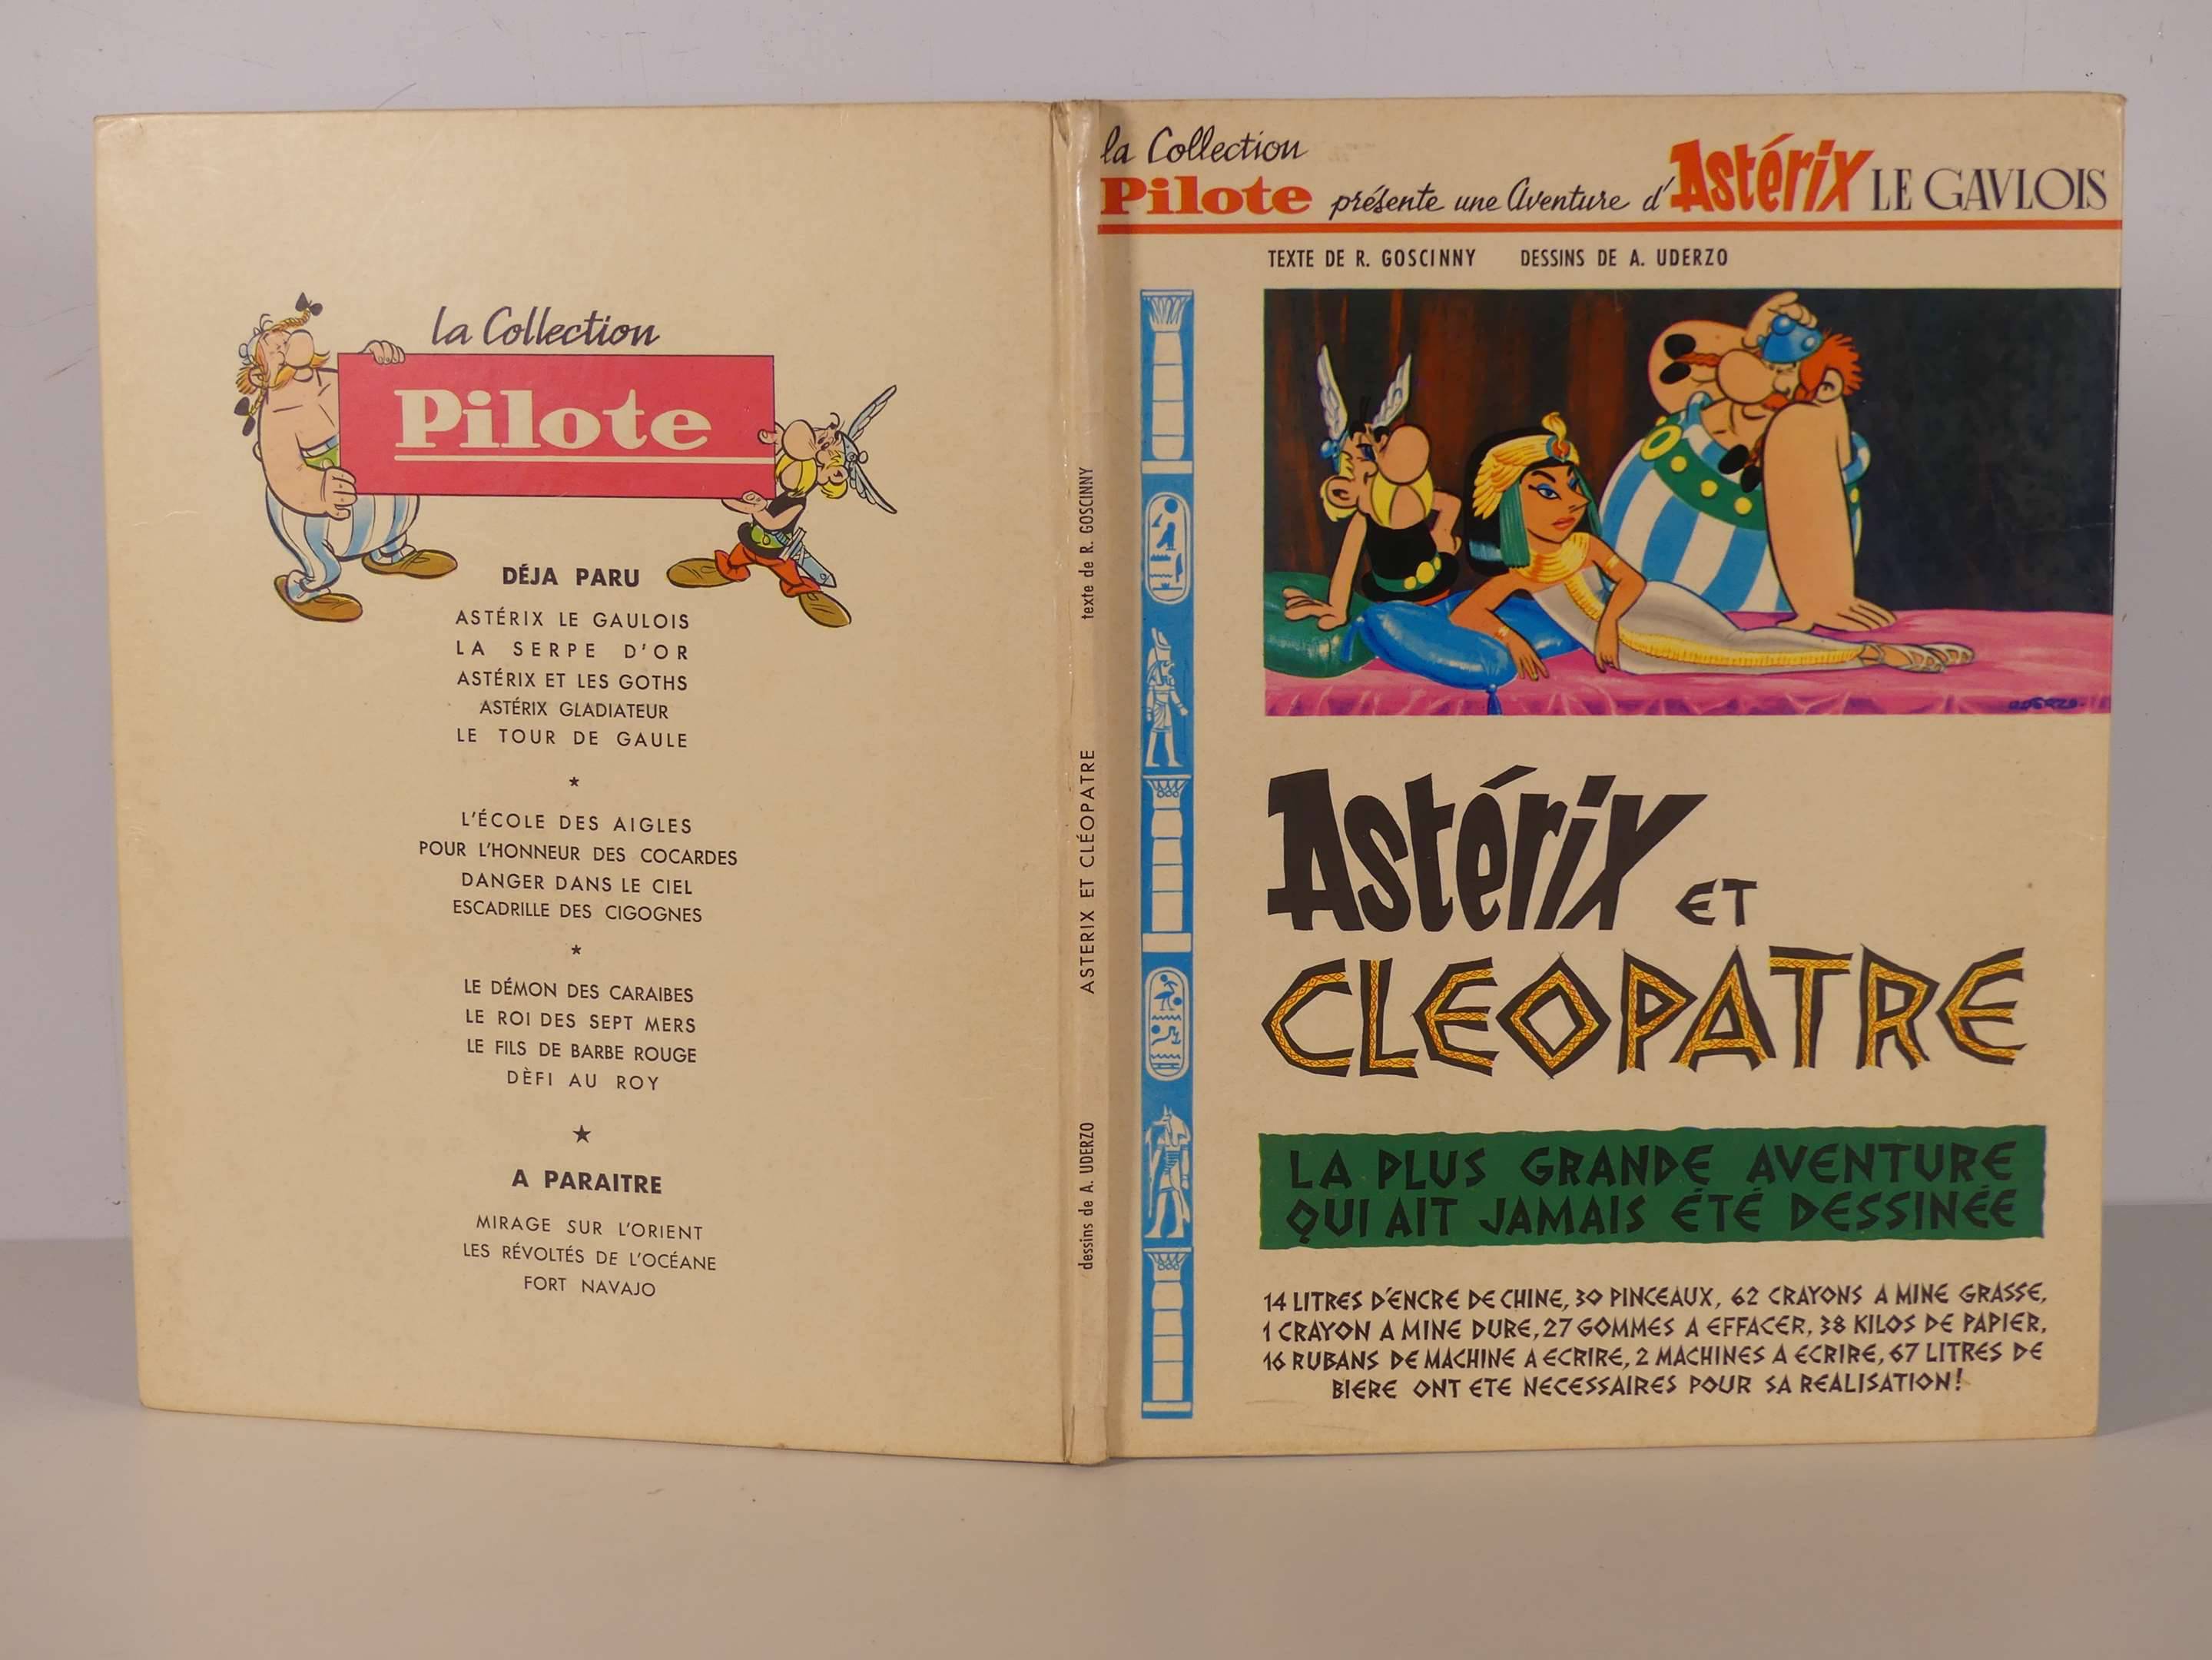 la Collection
Pilote
DÉJA PARU
ASTÉRIX LE GAULOIS
LA SERPE D'OR
ASTÉRIX ET LES GOTHS
ASTÉRIX GLADIATEUR
LE TOUR DE GAULE
*
L'ÉCOLE DES AIGLES
POUR L'HONNEUR DES COCARDES
DANGER DANS LE CIEL
ESCADRILLE DES CIGOGNES
*
LE DÉMON DES CARAIBES
LE ROI DES SEPT MERS
LE FILS DE BARBE ROUGE
DÈFI AU ROY
★
A PARAITRE
MIRAGE SUR L'ORIENT
LES RÉVOLTÉS DE L'OCÉANE
FORT NAVAJO
dessins de A. UDERZO ASTERIX ET CLÉOPATRE texte de R. GOSCINNY
la Collection
Pilote présente une Aventure d'Astérix LE GAVLOIS
TEXTE DE R. GOSCINNY DESSINS DE A. UDERZO
UDERZO
Astérix ET
CLEOPATRE
LA PLUS GRANDE AVENTURE
QUI AIT JAMAIS ÉTÉ DESSINÉE
14 LITRES D'ENCRE DE CHINE, 30 PINCEAUX, 62 CRAYONS A MINE GRASSE,
1 CRAYON A MINE DURE, 27 GOMMES A EFFACER, 38 KILOS DE PAPIER,
16 RUBANS DE MACHINE A ECRIRE, 2 MACHINES A ECRIRE, 67 LITRES DE
BIERE ONT ETE NECESSAIRES POUR SA REALISATION!